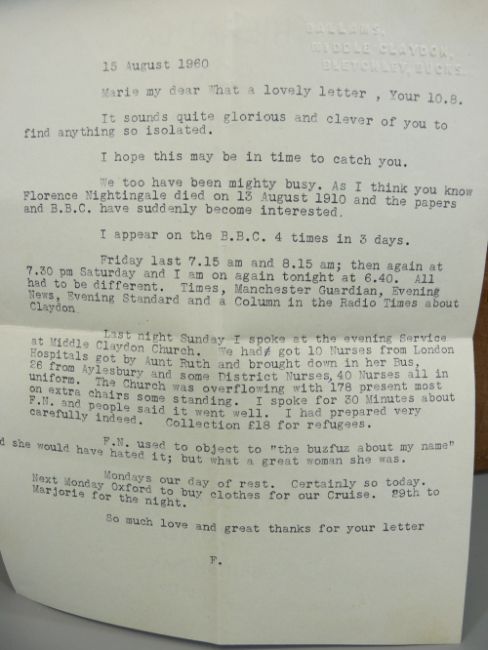 BALLAMS,
MIDDLE CLAYDON,
BLETCHLEY, BUCKS.
15 August 1960
Marie my dear What a lovely letter , Your 10.8.
It sounds quite glorious and clever of you to
find anything so isolated.
I hope this may be in time to catch you.
We too have been mighty busy. As I think you know
Florence Nightingale died on 13 August 1910 and the papers
and B.B.C. have suddenly become interested.
I appear on the B.B.C. 4 times in 3 days.
Friday last 7.15 am and 8.15 am; then again at
7.30 pm Saturday and I am on again tonight at 6.40. All
had to be different. Times, Manchester Guardian, Evening
News, Evening Standard and a Column in the Radio Times about
Claydon
Last night Sunday I spoke at the evening Service
at Middle Claydon Church. We had got 10 Nurses from London
Hospitals got by Aunt Ruth and brought down in her Bus,
26 from Aylesbury and some District Nurses, 40 Nurses all in
uniform. The Church was overflowing with 178 present most
on extra chairs some standing. I spoke for 30 Minutes about
F.N. and people said it went well. I had prepared very
carefully indeed. Collection £18 for refugees.
F.N. used to object to "the buzfuz about my name"
d she would have hated it; but what a great woman she was.
Mondays our day of rest. Certainly so today.
Next Monday Oxford to buy clothes for our Cruise. 29th to
Marjorie for the night.
So much love and great thanks for your letter
F.